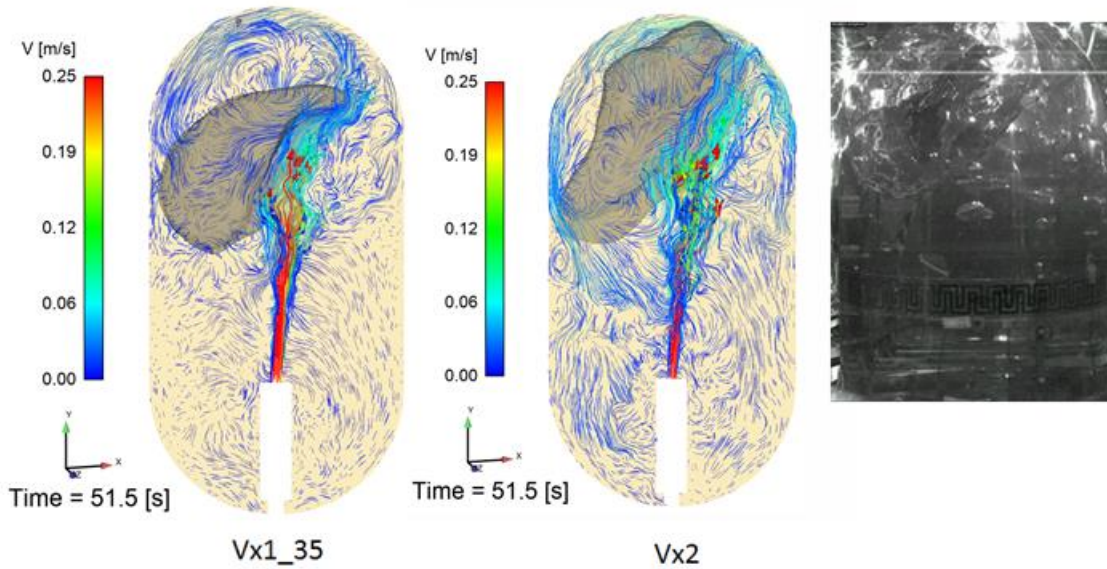 V [m/s]
0.25
0.19
0.12
0.06
0.00
Y
X
Z
Time = 51.5 [s]
Vx1_35
V [m/s]
0.25
0.19
0.12
0.06
0.00
Y
X
Z
Time = 51.5 [s]
Vx2